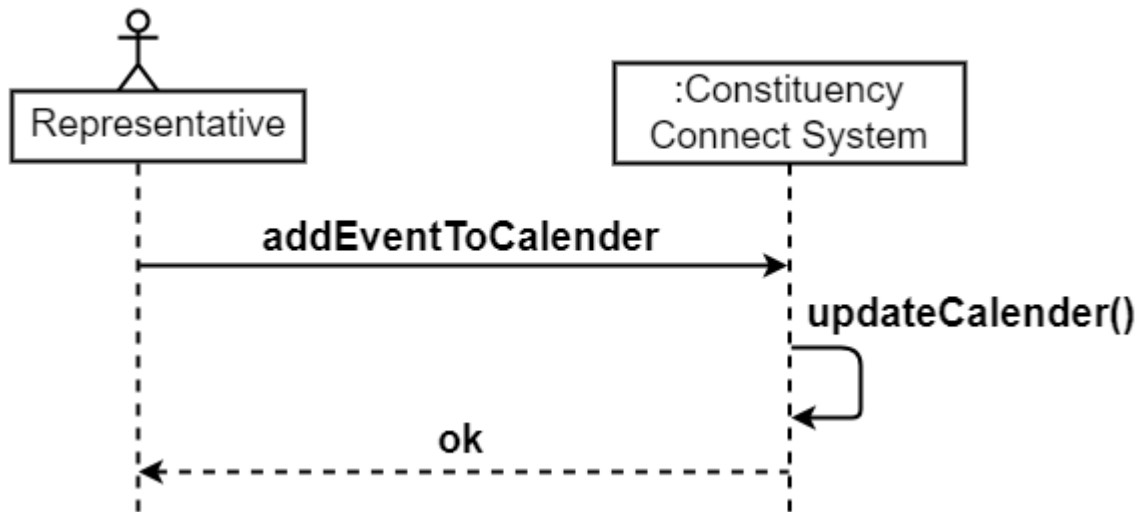 Representative
:Constituency
Connect System
addEventToCalender
updateCalender()
ok